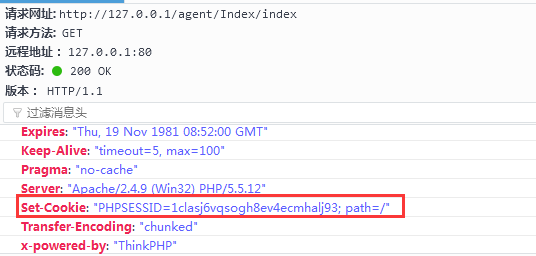 请求网址: http://127.0.0.1/agent/Index/index
请求方法: GET
远程地址: 127.0.0.1:80
状态码: 200 OK
版本: HTTP/1.1
过滤消息头
Expires: "Thu, 19 Nov 1981 08:52:00 GMT"
Keep-Alive: "timeout=5, max=100"
Pragma: "no-cache"
Server: "Apache/2.4.9 (Win32) PHP/5.5.12"
Set-Cookie: "PHPSESSID=1clasj6vqsogh8ev4ecmhalj93; path=/"
Transfer-Encoding: "chunked"
x-powered-by: "ThinkPHP"